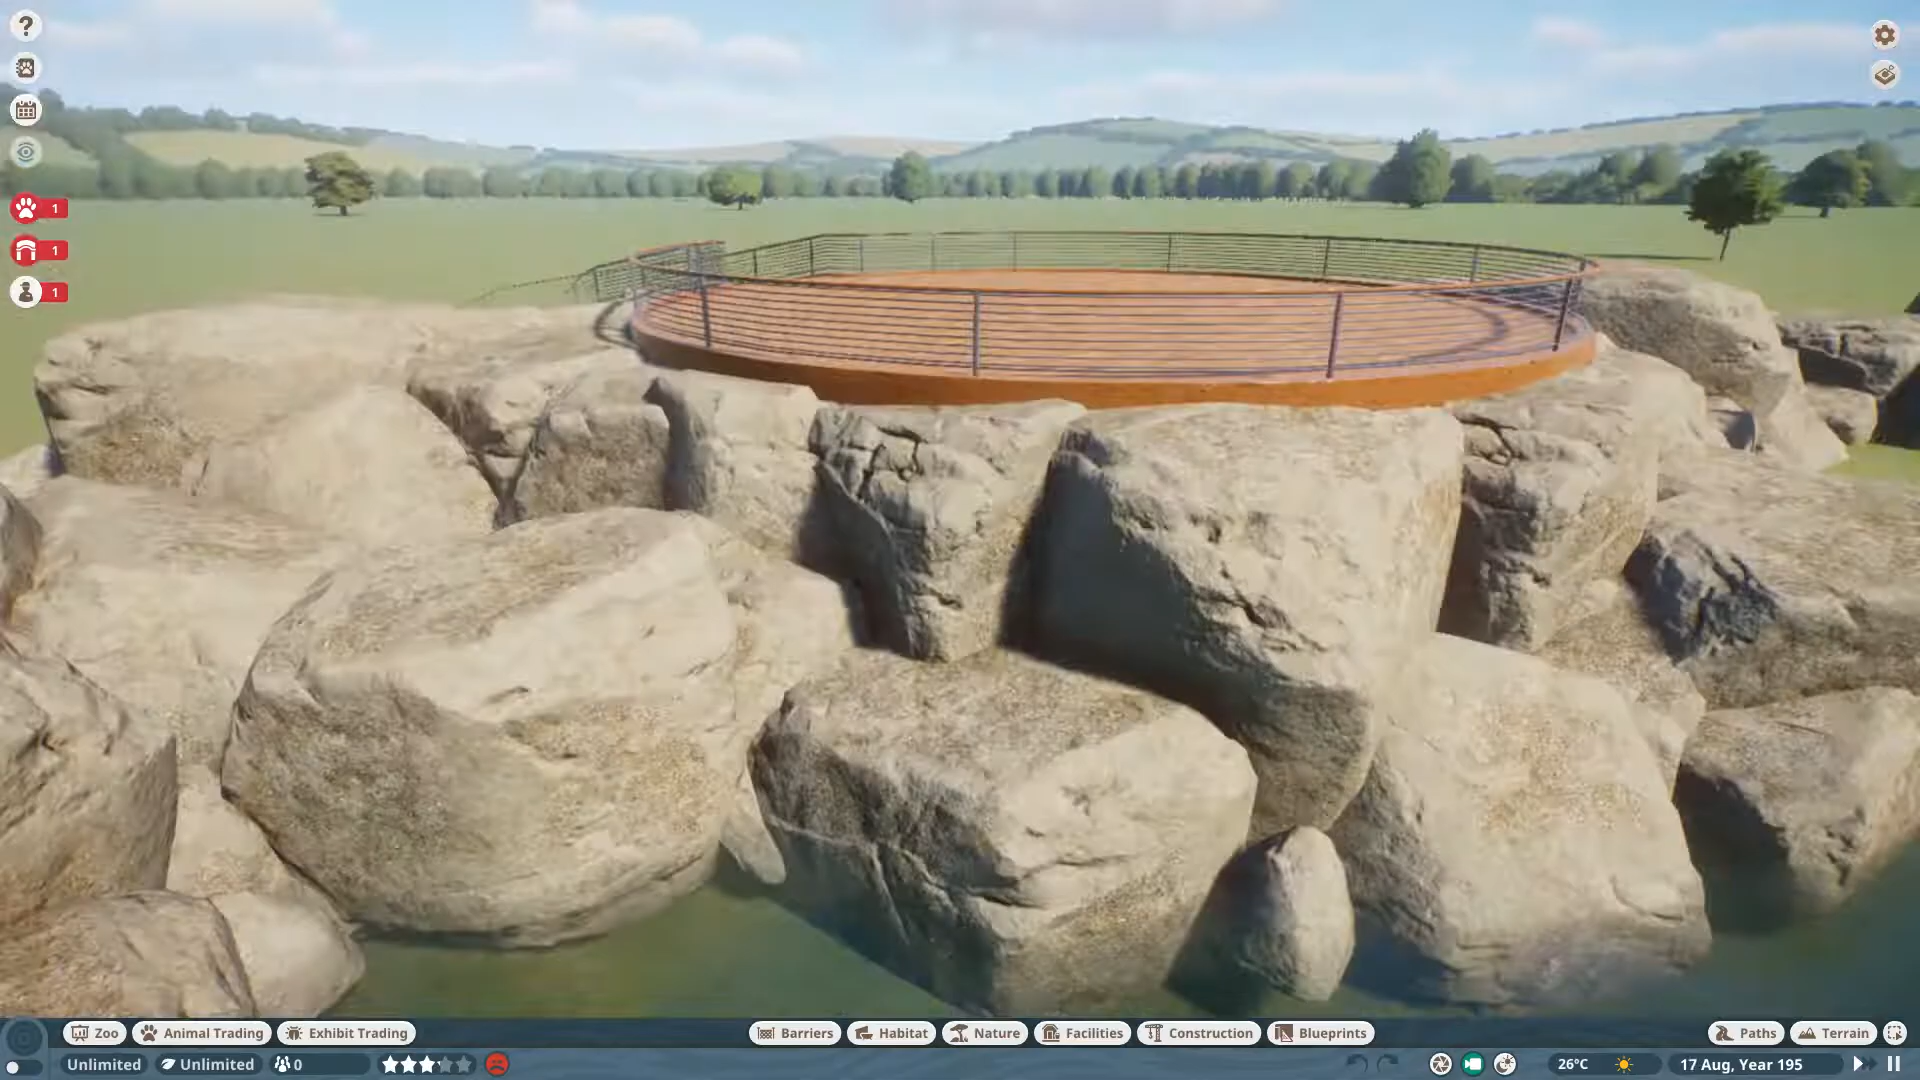 ?
1
1
1
Zoo
Animal Trading
Exhibit Trading
Barriers
Habitat
Nature
Facilities
Construction
Blueprints
Paths
Terrain
Unlimited
Unlimited
0
26°C
17 Aug, Year 195